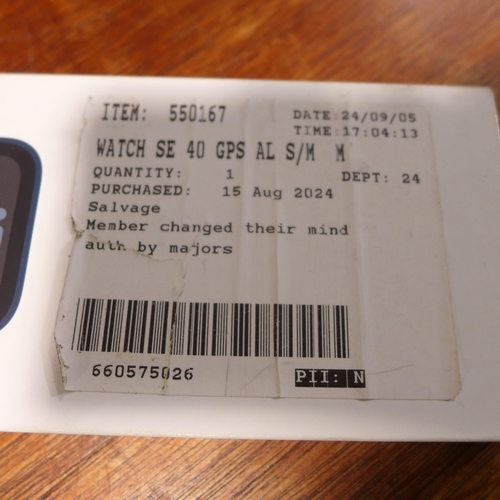 ITEM: 550167 DATE:24/09/05
TIME:17:04:13
WATCH SE 40 GPS AL S/M M
QUANTITY: 1 DEPT: 24
PURCHASED: 15 Aug 2024
Salvage
Member changed their mind
auth by majors
660575026 PII: N